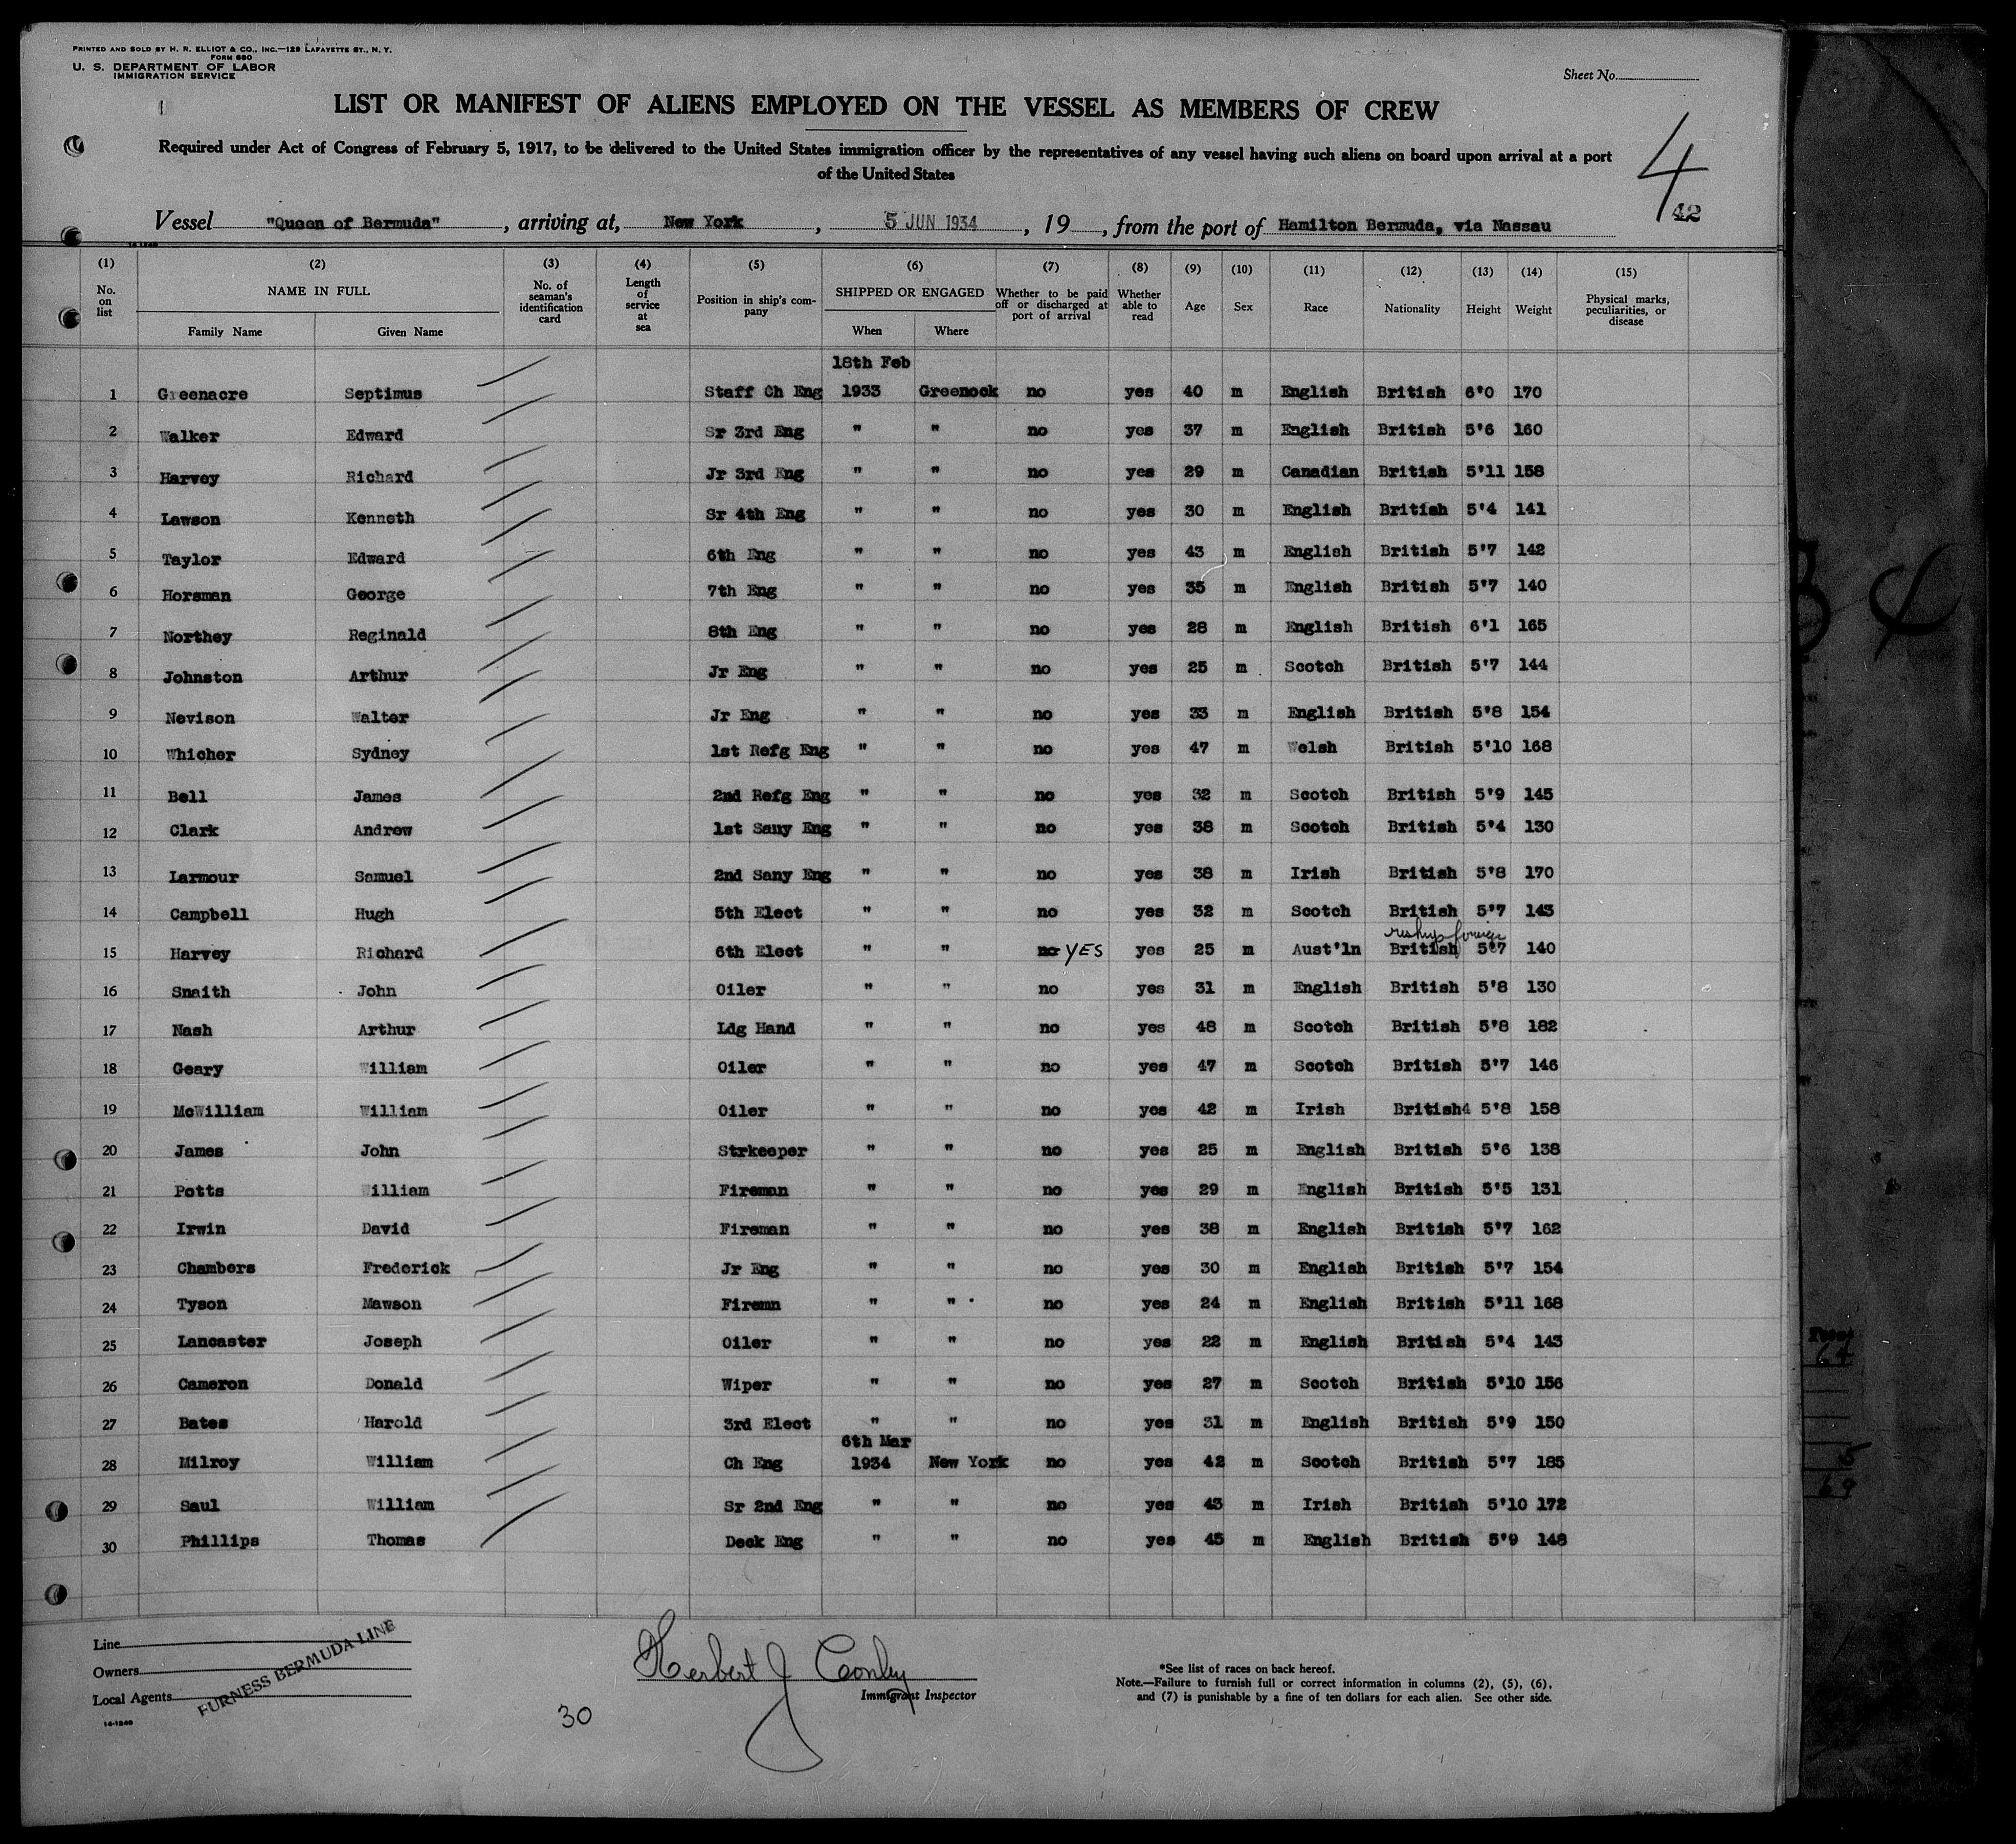 PRINTED AND SOLD BY H. R. ELLIOT & CO., INC.—129 LAFAYETTE ST., N. Y.
FORM 680
U. S. DEPARTMENT OF LABOR
IMMIGRATION SERVICE
Sheet No.
LIST OR MANIFEST OF ALIENS EMPLOYED ON THE VESSEL AS MEMBERS OF CREW
4
Required under Act of Congress of February 5, 1917, to be delivered to the United States immigration officer by the representatives of any vessel having such aliens on board upon arrival at a port
of the United States
42
Vessel "Queen of Bermuda" , arriving at, New York , 5 JUN 1934 , 19 , from the port of Hamilton Bermuda, via Nassau
(1) (2) (3) (4) (5) (6) (7) (8) (9) (10) (11) (12) (13) (14) (15)
No. on list NAME IN FULL Family Name Given Name No. of seaman's identification card Length of service at sea Position in ship's company SHIPPED OR ENGAGED When Where Whether to be paid off or discharged at port of arrival Whether able to read Age Sex Race Nationality Height Weight Physical marks, peculiarities, or disease
18th Feb
1 Greenacre Septimus Staff Ch Eng 1933 Greenock no yes 40 m English British 6'0 170
2 Walker Edward Sr 3rd Eng " " no yes 37 m English British 5'6 160
3 Harvey Richard Jr 3rd Eng " " no yes 29 m Canadian British 5'11 158
4 Lawson Kenneth Sr 4th Eng " " no yes 30 m English British 5'4 141
5 Taylor Edward 6th Eng " " no yes 43 m English British 5'7 142
6 Horsman George 7th Eng " " no yes 35 m English British 5'7 140
7 Northey Reginald 8th Eng " " no yes 28 m English British 6'1 165
8 Johnston Arthur Jr Eng " " no yes 25 m Scotch British 5'7 144
9 Nevison Walter Jr Eng " " no yes 33 m English British 5'8 154
10 Whicher Sydney 1st Refg Eng " " no yes 47 m Welsh British 5'10 168
11 Bell James 2nd Refg Eng " " no yes 32 m Scotch British 5'9 145
12 Clark Andrew 1st Sany Eng " " no yes 38 m Scotch British 5'4 130
13 Larmour Samuel 2nd Sany Eng " " no yes 38 m Irish British 5'8 170
14 Campbell Hugh 5th Elect " " no yes 32 m Scotch British 5'7 143
reship foreign
15 Harvey Richard 6th Elect " " no YES yes 25 m Aust'ln British 5'7 140
16 Snaith John Oiler " " no yes 31 m English British 5'8 130
17 Nash Arthur Ldg Hand " " no yes 48 m Scotch British 5'8 182
18 Geary William Oiler " " no yes 47 m Scotch British 5'7 146
19 McWilliam William Oiler " " no yes 42 m Irish British4 5'8 158
20 James John Strkeeper " " no yes 25 m English British 5'6 138
21 Potts William Fireman " " no yes 29 m English British 5'5 131
22 Irwin David Fireman " " no yes 38 m English British 5'7 162
23 Chambers Frederick Jr Eng " " no yes 30 m English British 5'7 154
24 Tyson Mawson Firemn " " no yes 24 m English British 5'11 168
25 Lancaster Joseph Oiler " " no yes 22 m English British 5'4 143
26 Cameron Donald Wiper " " no yes 27 m Scotch British 5'10 156
27 Bates Harold 3rd Elect " " no yes 31 m English British 5'9 150
6th Mar
28 Milroy William Ch Eng 1934 New York no yes 42 m Scotch British 5'7 185
29 Saul William Sr 2nd Eng " " no yes 43 m Irish British 5'10 172
30 Phillips Thomas Deck Eng " " no yes 45 m English British 5'9 148
Line
Owners
Local Agents
FURNESS BERMUDA LINE
14-1240
30
Herbert J Conley
Immigrant Inspector
*See list of races on back hereof.
Note.—Failure to furnish full or correct information in columns (2), (5), (6),
and (7) is punishable by a fine of ten dollars for each alien. See other side.